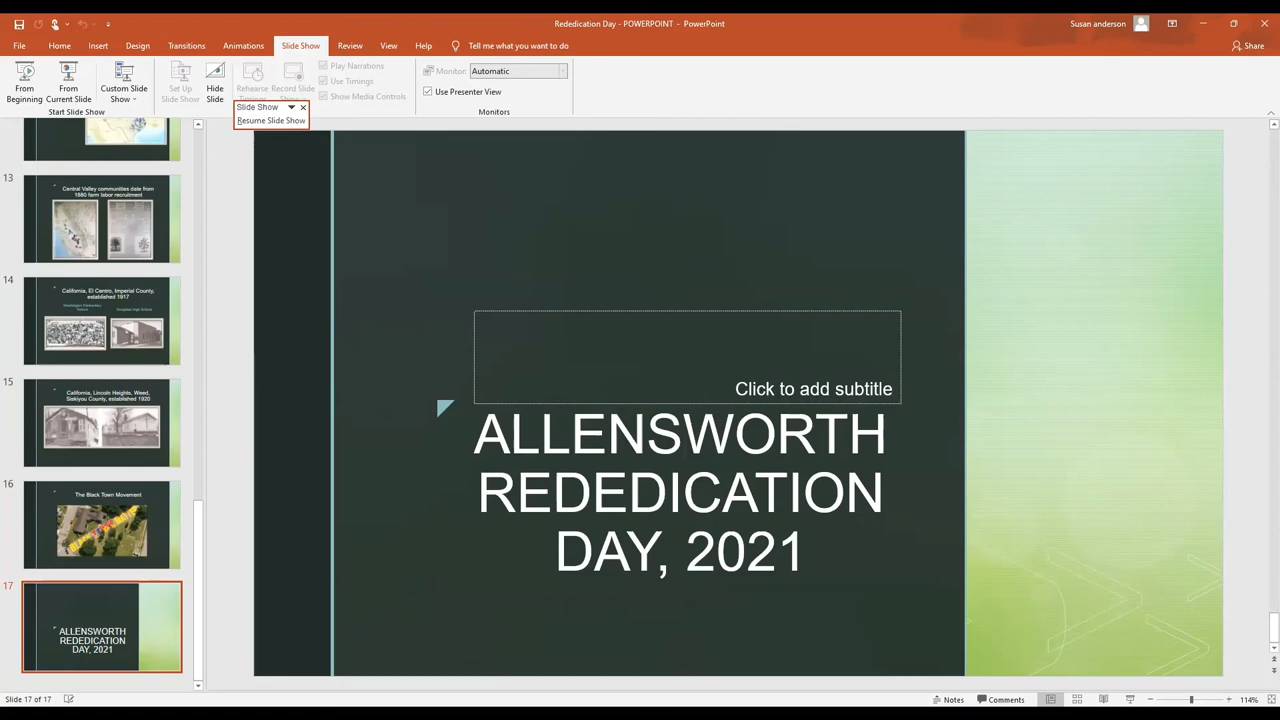 Rededication Day - POWERPOINT - PowerPoint
Susan anderson
File Home Insert Design Transitions Animations Slide Show Review View Help Tell me what you want to do
Share
From Beginning
From Current Slide
Custom Slide Show
Set Up Slide Show
Hide Slide
Rehearse
Record Slide
Play Narrations
Use Timings
Show Media Controls
Monitor: Automatic
Use Presenter View
Start Slide Show
Monitors
Slide Show
Resume Slide Show
13
Central Valley communities date from
1880 farm labor recruitment
14
California, El Centro, Imperial County,
established 1917
Washington Elementary
School
Douglass High School
15
California, Lincoln Heights, Weed,
Siskiyou County, established 1920
16
The Black Town Movement
17
ALLENSWORTH
REDEDICATION
DAY, 2021
Click to add subtitle
ALLENSWORTH
REDEDICATION
DAY, 2021
Slide 17 of 17
Notes
Comments
114%